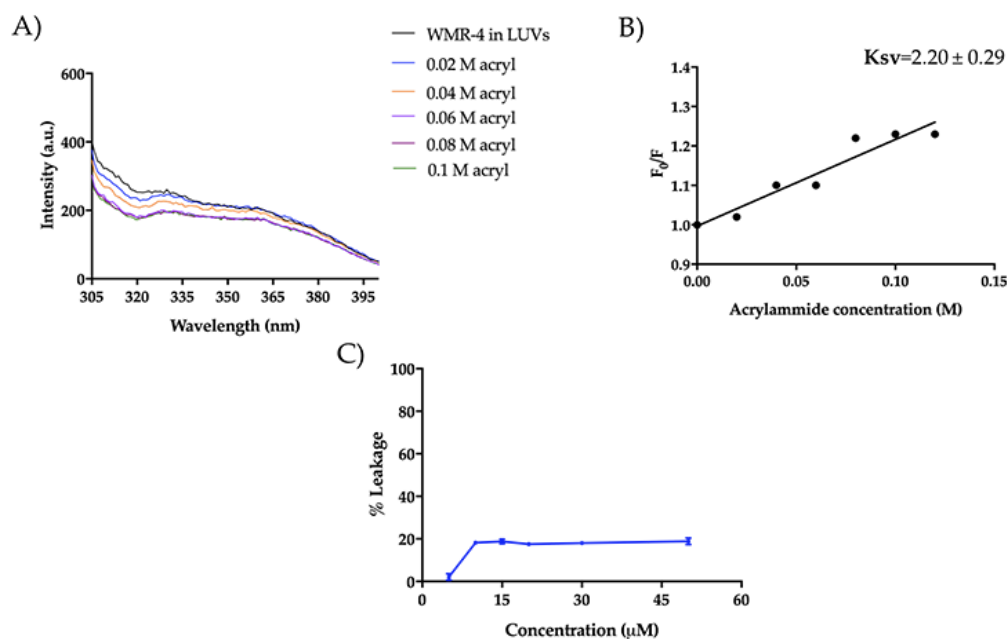 A)
WMR-4 in LUVs
0.02 M acryl
0.04 M acryl
0.06 M acryl
0.08 M acryl
0.1 M acryl
600
400
200
0
Intensity (a.u.)
305 320 335 350 365 380 395
Wavelength (nm)
B)
Ksv=2.20 ± 0.29
1.4
1.3
1.2
1.1
1.0
0.9
F₀/F
0.00 0.05 0.10 0.15
Acrylammide concentration (M)
C)
100
80
60
40
20
0
% Leakage
0 15 30 45 60
Concentration (µM)